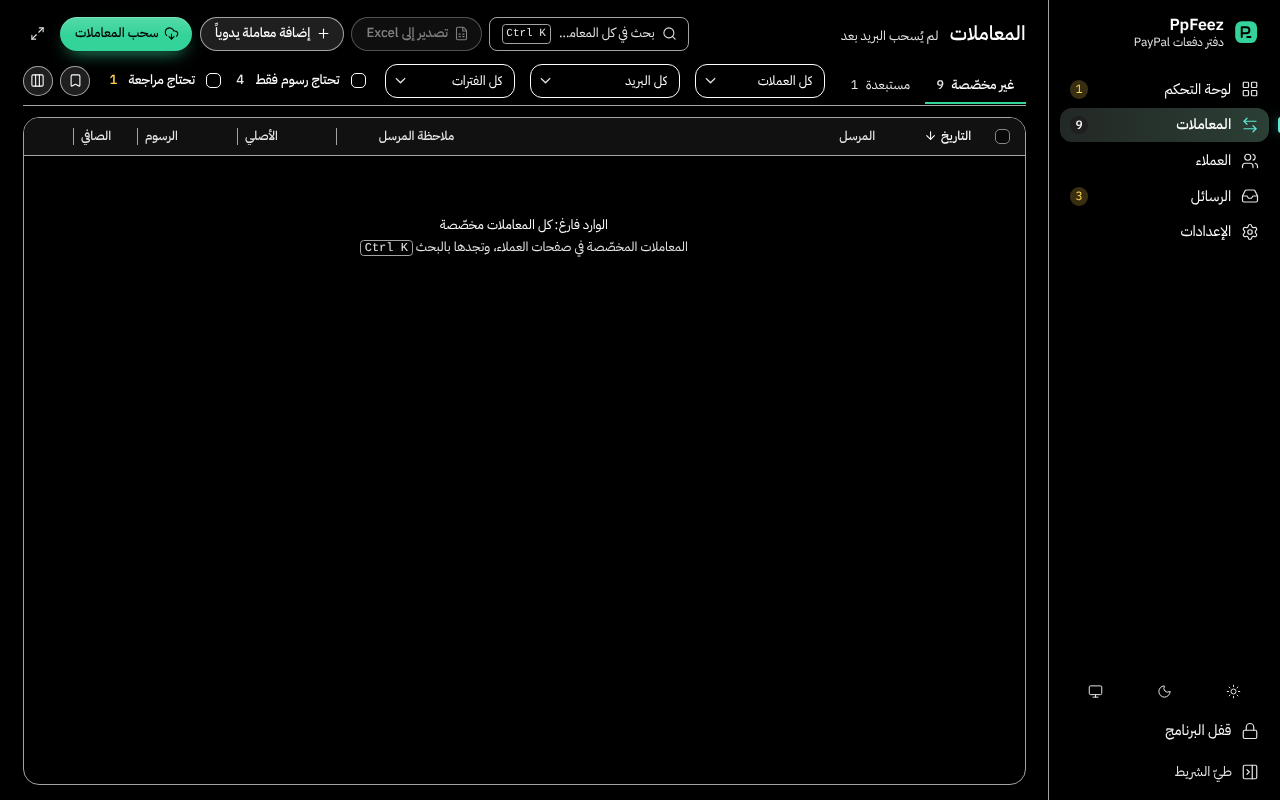 PpFeez
دفتر دفعات PayPal
لوحة التحكم 1
المعاملات 9
العملاء
الرسائل 3
الإعدادات
قفل البرنامج
طيّ الشريط
المعاملات لم يُسحب البريد بعد
بحث في كل المعام... Ctrl K
تصدير إلى Excel
إضافة معاملة يدوياً
سحب المعاملات
غير مخصّصة 9
مستبعدة 1
كل العملات
كل البريد
كل الفترات
تحتاج رسوم فقط 4
تحتاج مراجعة 1
التاريخ المرسل ملاحظة المرسل الأصلي الرسوم الصافي
الوارد فارغ: كل المعاملات مخصّصة
المعاملات المخصّصة في صفحات العملاء، وتجدها بالبحث Ctrl K